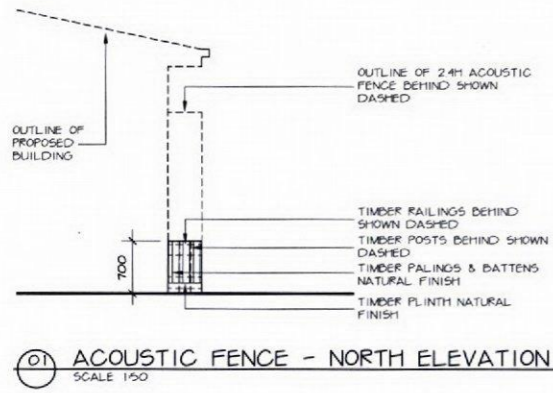 OUTLINE OF 2.4M ACOUSTIC
FENCE BEHIND SHOWN
DASHED
OUTLINE OF
PROPOSED
BUILDING
TIMBER RAILINGS BEHIND
SHOWN DASHED
TIMBER POSTS BEHIND SHOWN
DASHED
700
TIMBER PALINGS & BATTENS
NATURAL FINISH
TIMBER PLINTH NATURAL
FINISH
01 ACOUSTIC FENCE - NORTH ELEVATION
SCALE 1:50